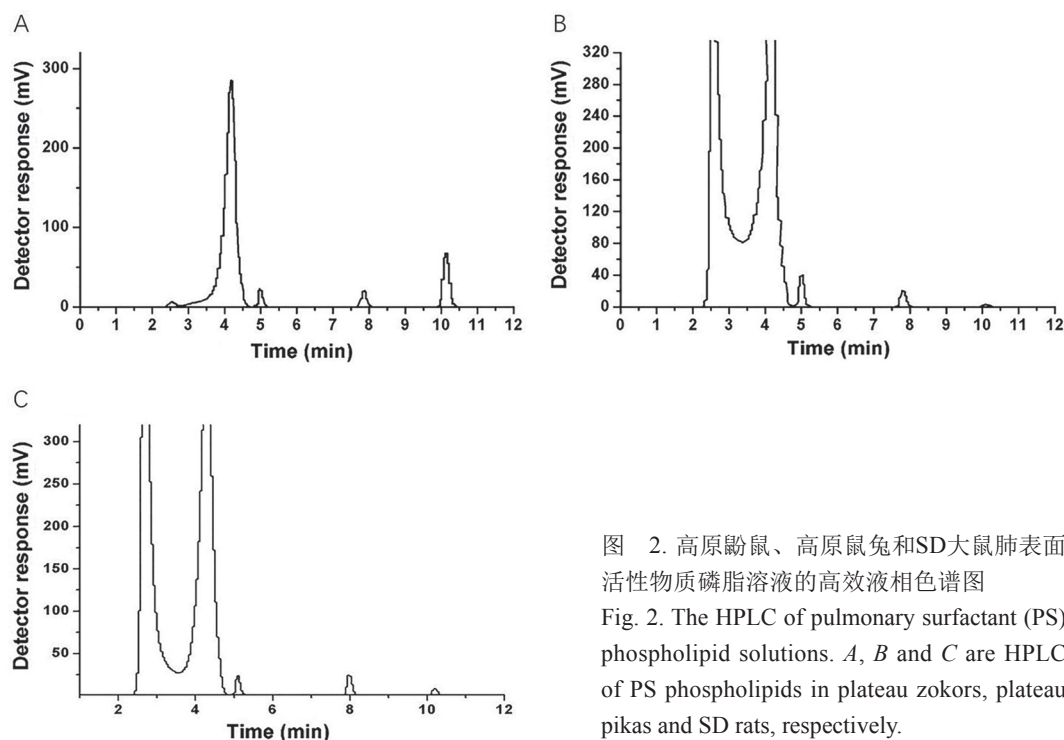 A
Detector response (mV)
300
200
100
0
0 1 2 3 4 5 6 7 8 9 10 11 12
Time (min)
B
Detector response (mV)
320
280
240
200
160
120
80
40
0
0 1 2 3 4 5 6 7 8 9 10 11 12
Time (min)
C
Detector response (mV)
300
250
200
150
100
50
2 4 6 8 10 12
Time (min)
图 2. 高原鼢鼠、高原鼠兔和SD大鼠肺表面
活性物质磷脂溶液的高效液相色谱图
Fig. 2. The HPLC of pulmonary surfactant (PS)
phospholipid solutions. A, B and C are HPLC
of PS phospholipids in plateau zokors, plateau
pikas and SD rats, respectively.